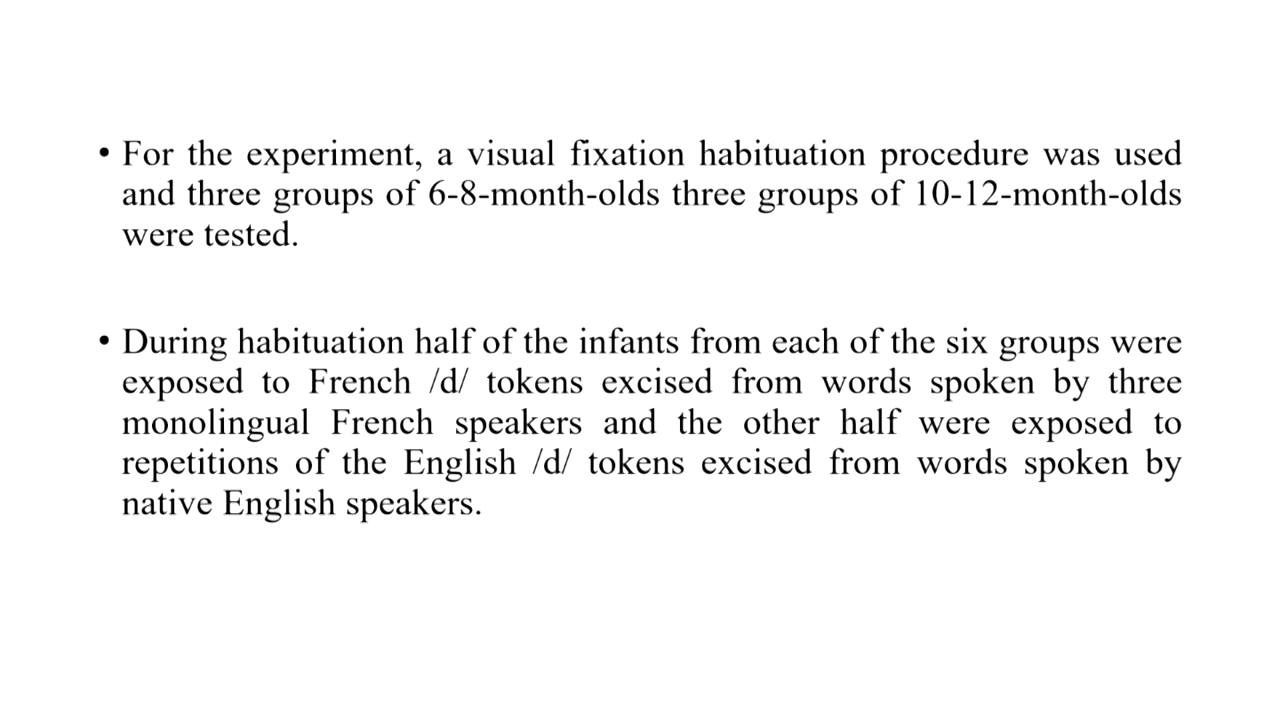 • For the experiment, a visual fixation habituation procedure was used
and three groups of 6-8-month-olds three groups of 10-12-month-olds
were tested.
• During habituation half of the infants from each of the six groups were
exposed to French /d/ tokens excised from words spoken by three
monolingual French speakers and the other half were exposed to
repetitions of the English /d/ tokens excised from words spoken by
native English speakers.